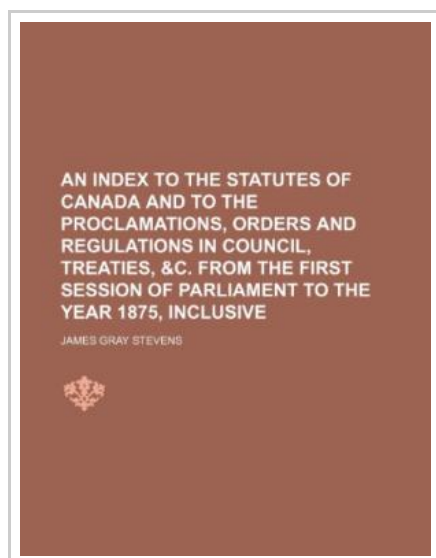 AN INDEX TO THE STATUTES OF
CANADA AND TO THE
PROCLAMATIONS, ORDERS AND
REGULATIONS IN COUNCIL,
TREATIES, &C. FROM THE FIRST
SESSION OF PARLIAMENT TO THE
YEAR 1875, INCLUSIVE
JAMES GRAY STEVENS